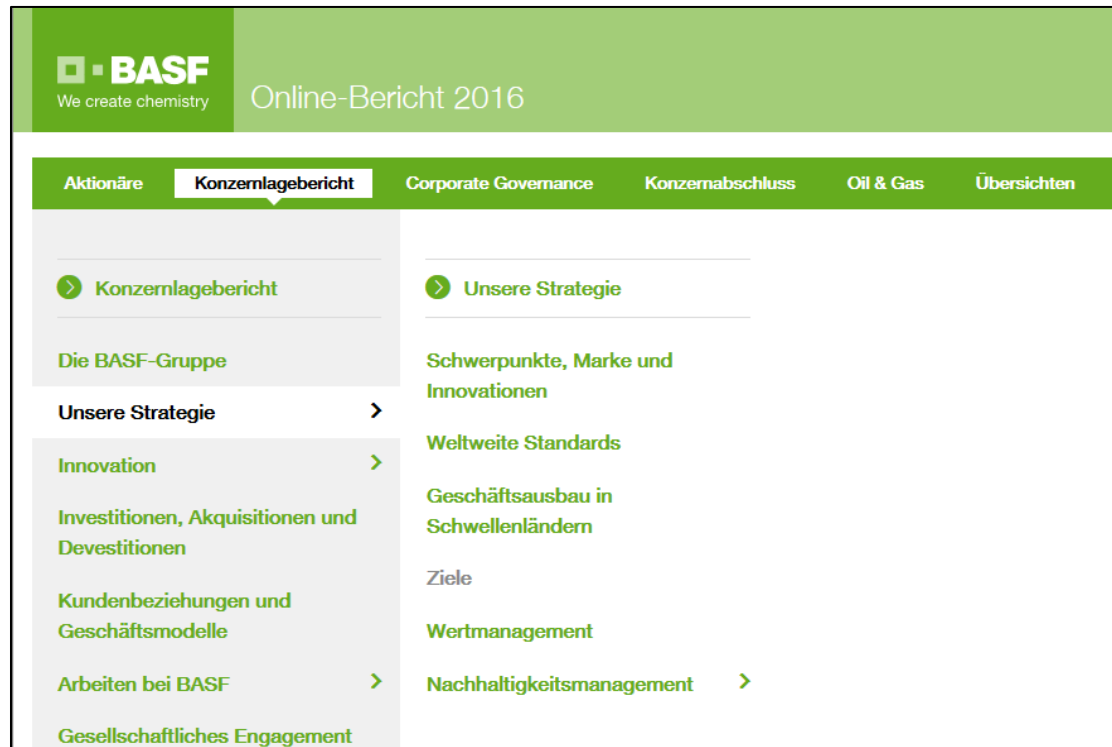 BASF
We create chemistry
Online-Bericht 2016
Aktionäre Konzernlagebericht Corporate Governance Konzernabschluss Oil & Gas Übersichten
Konzernlagebericht
Die BASF-Gruppe
Unsere Strategie
Innovation
Investitionen, Akquisitionen und
Devestitionen
Kundenbeziehungen und
Geschäftsmodelle
Arbeiten bei BASF
Gesellschaftliches Engagement
Unsere Strategie
Schwerpunkte, Marke und
Innovationen
Weltweite Standards
Geschäftsausbau in
Schwellenländern
Ziele
Wertmanagement
Nachhaltigkeitsmanagement